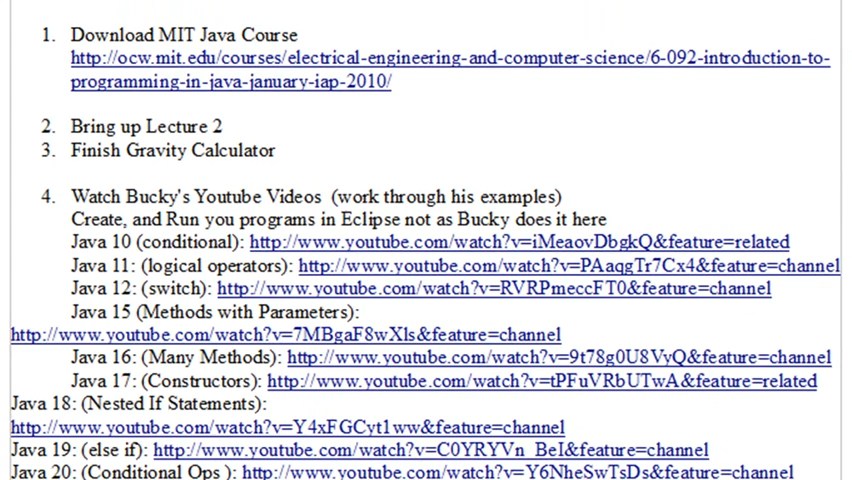 1. Download MIT Java Course
http://ocw.mit.edu/courses/electrical-engineering-and-computer-science/6-092-introduction-to-
programming-in-java-january-iap-2010/
2. Bring up Lecture 2
3. Finish Gravity Calculator
4. Watch Bucky's Youtube Videos (work through his examples)
Create, and Run you programs in Eclipse not as Bucky does it here
Java 10 (conditional): http://www.youtube.com/watch?v=iMeaovDbgkQ&feature=related
Java 11: (logical operators): http://www.youtube.com/watch?v=PAaqgTr7Cx4&feature=channel
Java 12: (switch): http://www.youtube.com/watch?v=RVRPmeccFT0&feature=channel
Java 15 (Methods with Parameters):
http://www.youtube.com/watch?v=7MBgaF8wXls&feature=channel
Java 16: (Many Methods): http://www.youtube.com/watch?v=9t78g0U8VyQ&feature=channel
Java 17: (Constructors): http://www.youtube.com/watch?v=tPFuVRbUTwA&feature=related
Java 18: (Nested If Statements):
http://www.youtube.com/watch?v=Y4xFGCyt1ww&feature=channel
Java 19: (else if): http://www.youtube.com/watch?v=C0YRYVn_BeI&feature=channel
Java 20: (Conditional Ops ): http://www.youtube.com/watch?v=Y6NheSwTsDs&feature=channel